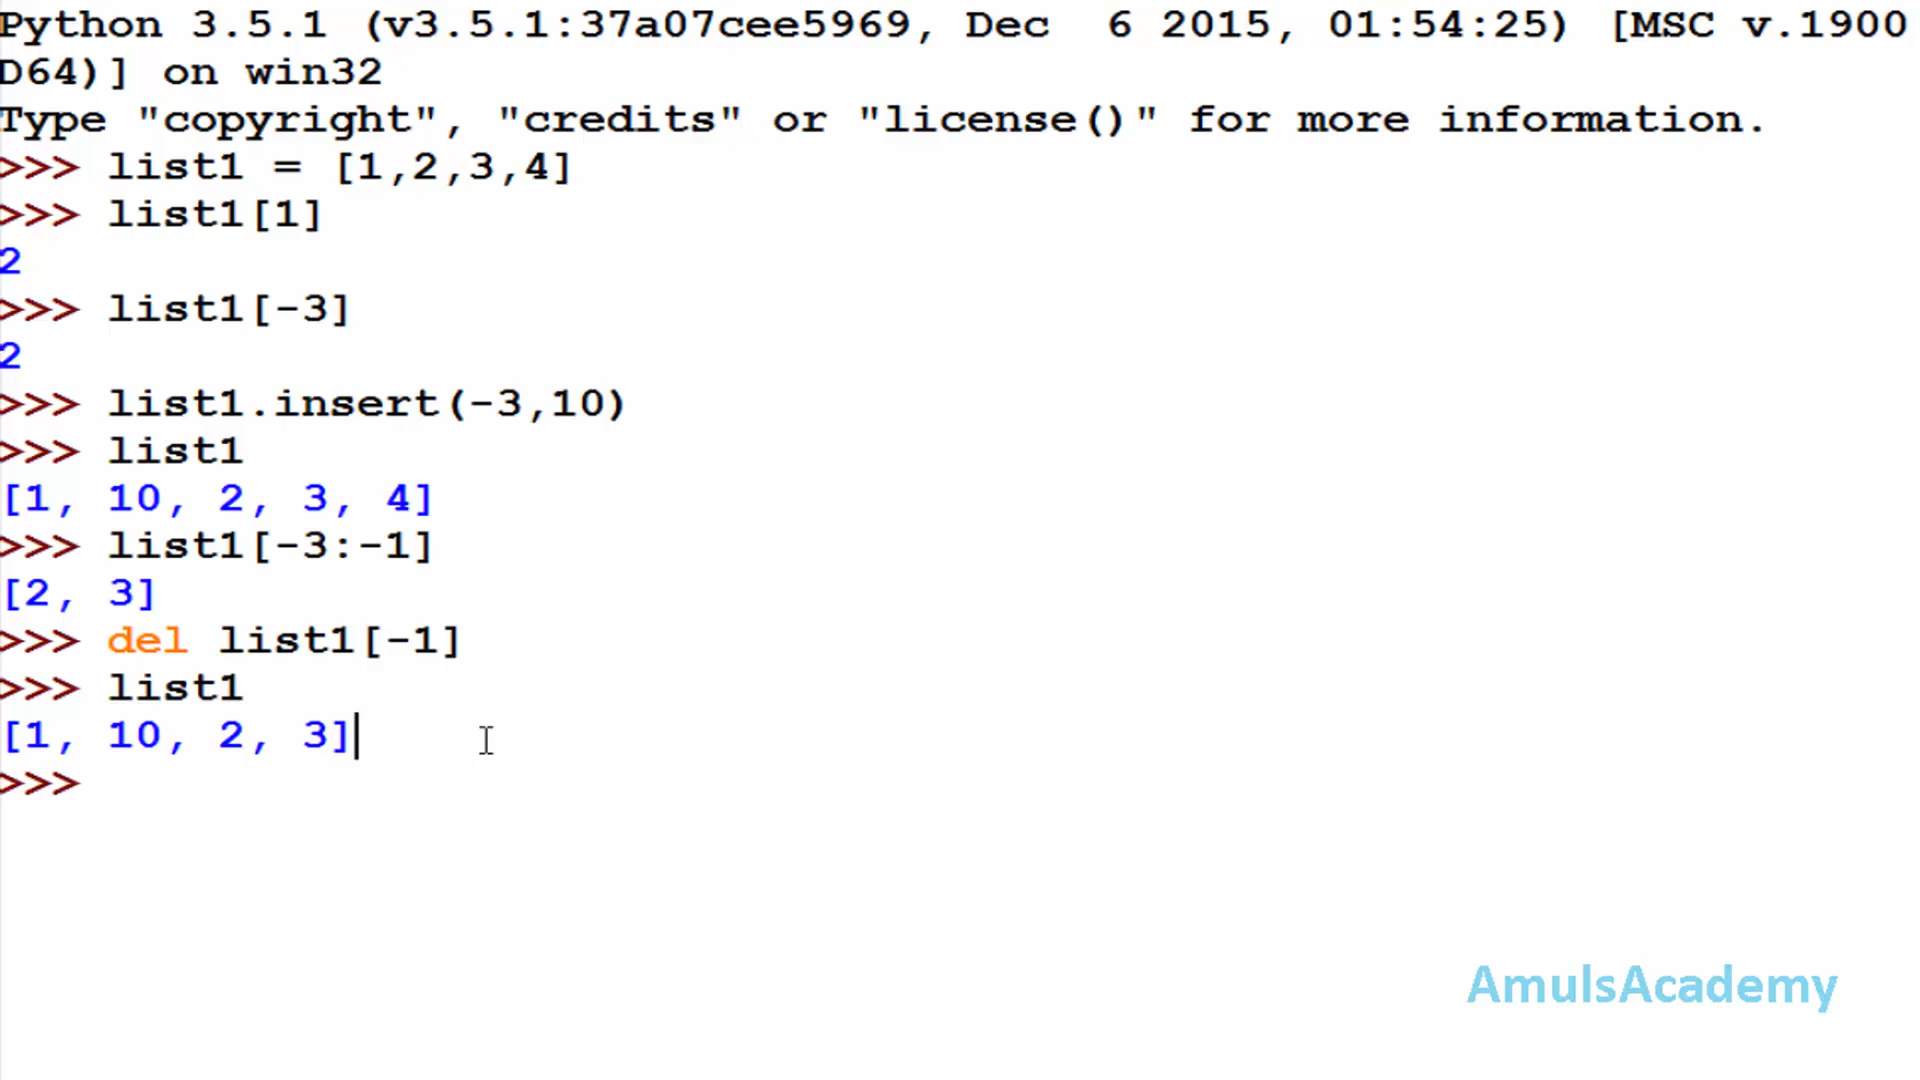 Python 3.5.1 (v3.5.1:37a07cee5969, Dec  6 2015, 01:54:25) [MSC v.1900
D64)] on win32
Type "copyright", "credits" or "license()" for more information.
>>> list1 = [1,2,3,4]
>>> list1[1]
2
>>> list1[-3]
2
>>> list1.insert(-3,10)
>>> list1
[1, 10, 2, 3, 4]
>>> list1[-3:-1]
[2, 3]
>>> del list1[-1]
>>> list1
[1, 10, 2, 3]
>>>
AmulsAcademy